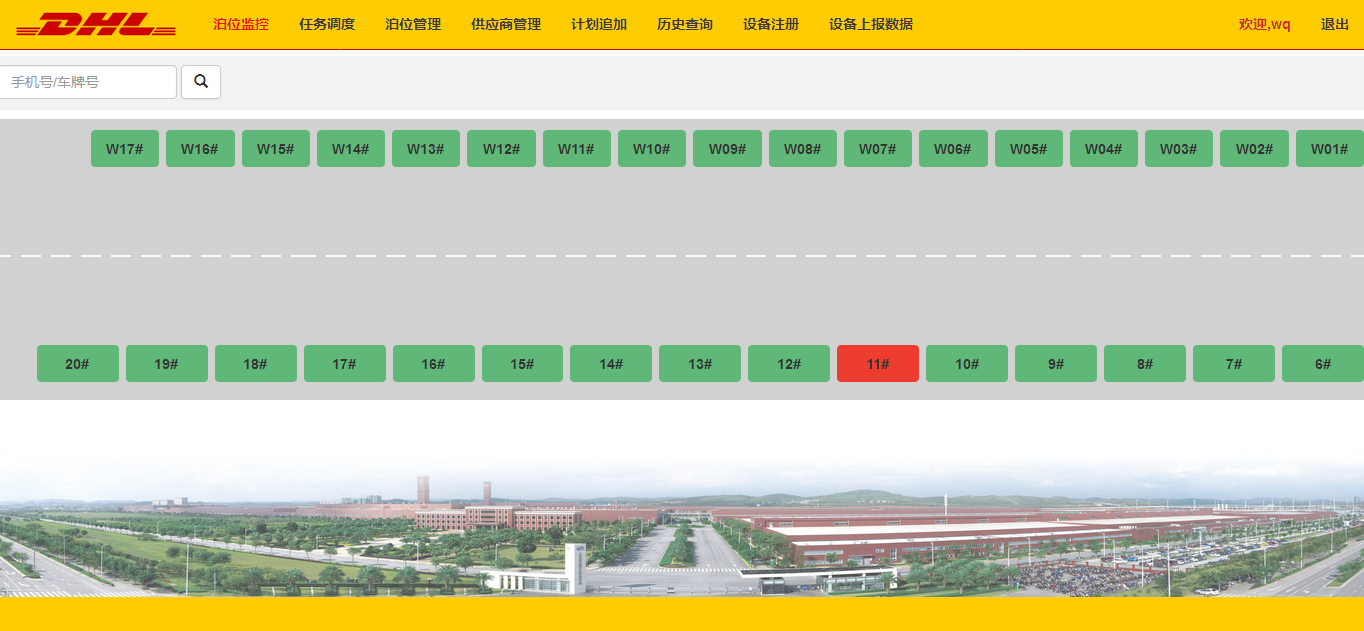 DHL 泊位监控 任务调度 泊位管理 供应商管理 计划追加 历史查询 设备注册 设备上报数据 欢迎,wq 退出
手机号/车牌号
W17# W16# W15# W14# W13# W12# W11# W10# W09# W08# W07# W06# W05# W04# W03# W02# W01#
20# 19# 18# 17# 16# 15# 14# 13# 12# 11# 10# 9# 8# 7# 6#